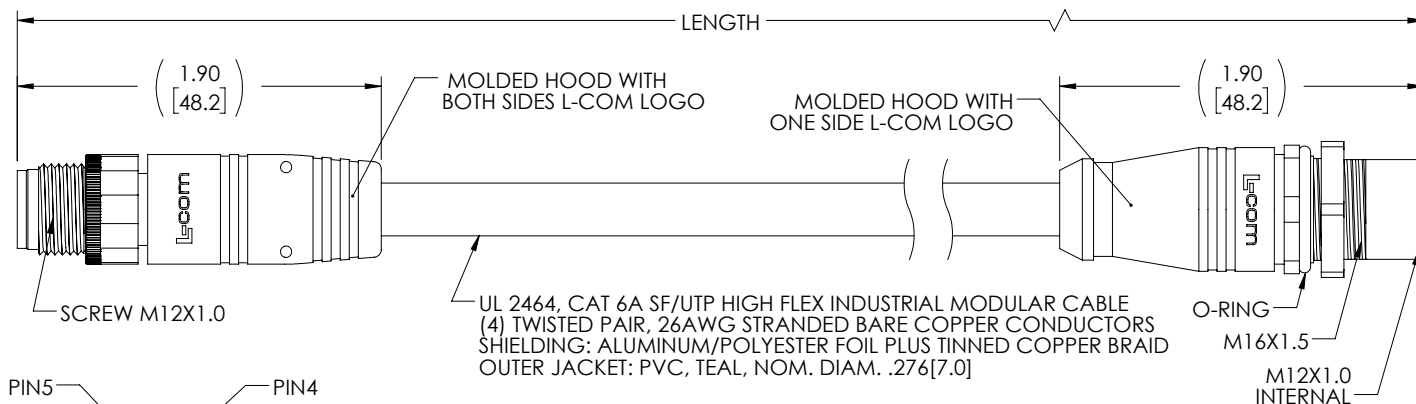 LENGTH
1.90
[48.2]
MOLDED HOOD WITH
BOTH SIDES L-COM LOGO
MOLDED HOOD WITH
ONE SIDE L-COM LOGO
1.90
[48.2]
L-com
L-com
SCREW M12X1.0
UL 2464, CAT 6A SF/UTP HIGH FLEX INDUSTRIAL MODULAR CABLE
(4) TWISTED PAIR, 26AWG STRANDED BARE COPPER CONDUCTORS
SHIELDING: ALUMINUM/POLYESTER FOIL PLUS TINNED COPPER BRAID
OUTER JACKET: PVC, TEAL, NOM. DIAM. .276[7.0]
O-RING
M16X1.5
M12X1.0
INTERNAL
PIN5
PIN4